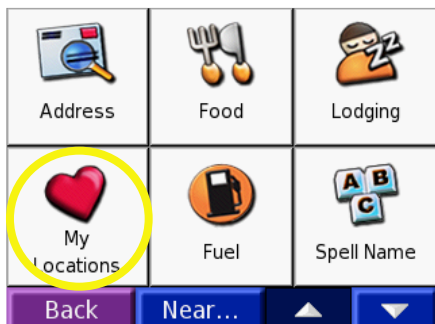 Address
Food
Lodging
My
Locations
Fuel
Spell Name
A B
C
Back
Near...